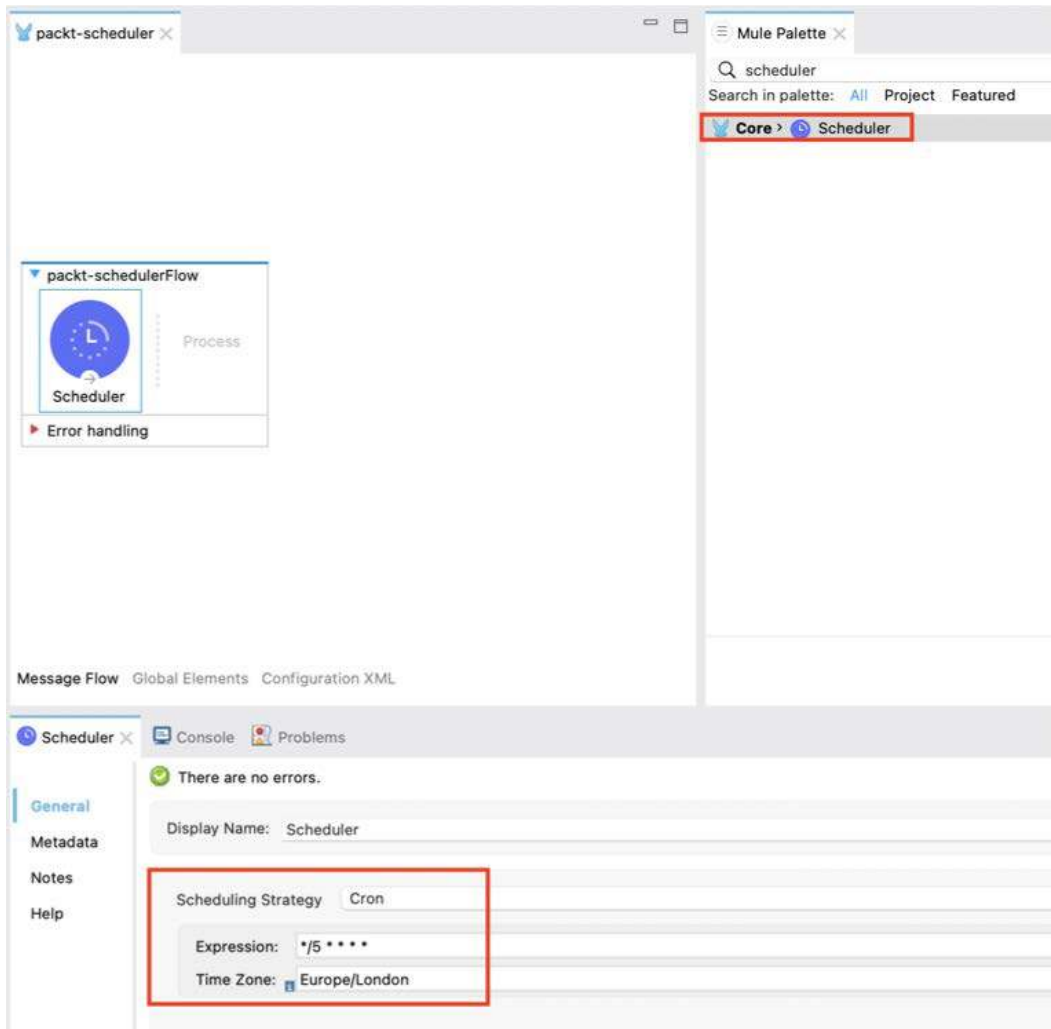 packt-scheduler
Mule Palette
scheduler
Search in palette: All Project Featured
Core > Scheduler
packt-schedulerFlow
Process
Scheduler
Error handling
Message Flow Global Elements Configuration XML
Scheduler Console Problems
There are no errors.
General
Display Name: Scheduler
Metadata
Notes
Scheduling Strategy Cron
Help
Expression: */5 * * * *
Time Zone: Europe/London